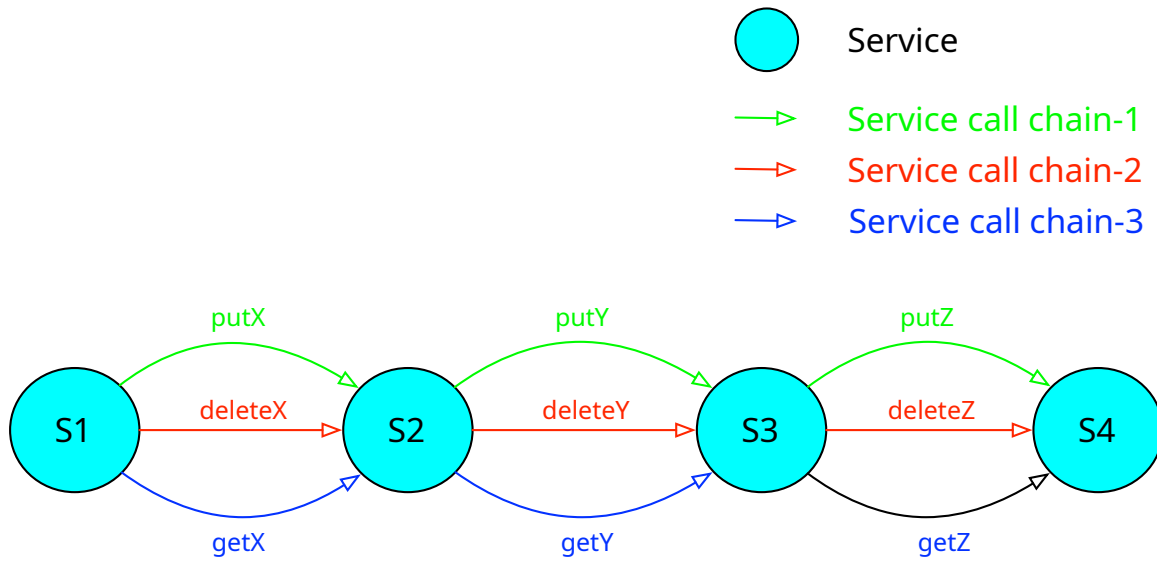 Service
Service call chain-1
Service call chain-2
Service call chain-3
putX
putY
putZ
deleteX
deleteY
deleteZ
S1
S2
S3
S4
getX
getY
getZ